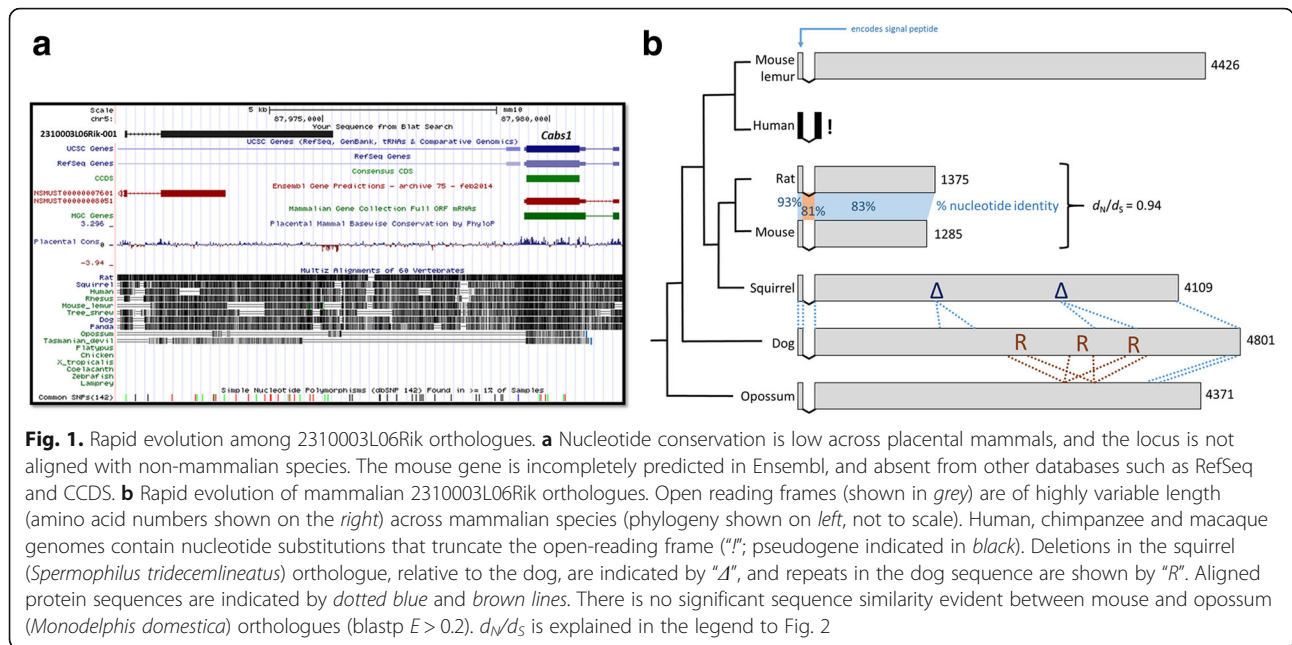 a
Scale
5 kb
mm10
chr5:
87,975,000
87,980,000
Your Sequence from Blat Search
2310003L06Rik-001
Cabs1
UCSC Genes (RefSeq, GenBank, tRNAs & Comparative Genomics)
UCSC Genes
RefSeq Genes
RefSeq Genes
Consensus CDS
CCDS
Ensembl Gene Predictions - archive 75 - feb2014
NSMUST00000007601
NSMUST00000008051
Mammalian Gene Collection Full ORF mRNAs
MGC Genes
Placental Mammal Basewise Conservation by PhyloP
3.296 _
Placental Cons
0
-3.94 _
Multiz Alignments of 60 Vertebrates
Rat
Squirrel
Human
Rhesus
Mouse_lemur
Tree_shrew
Dog
Panda
Opossum
Tasmanian_devil
Platypus
Chicken
X_tropicalis
Coelacanth
Zebrafish
Lamprey
Simple Nucleotide Polymorphisms (dbSNP 142) Found in >= 1% of Samples
Common SNPs(142)
b
encodes signal peptide
Mouse
lemur
4426
Human
!
Rat
1375
93%
81%
83%
% nucleotide identity
dN/dS = 0.94
Mouse
1285
Squirrel
Δ
Δ
4109
Dog
R
R
R
4801
Opossum
4371
Fig. 1. Rapid evolution among 2310003L06Rik orthologues. a Nucleotide conservation is low across placental mammals, and the locus is not
aligned with non-mammalian species. The mouse gene is incompletely predicted in Ensembl, and absent from other databases such as RefSeq
and CCDS. b Rapid evolution of mammalian 2310003L06Rik orthologues. Open reading frames (shown in grey) are of highly variable length
(amino acid numbers shown on the right) across mammalian species (phylogeny shown on left, not to scale). Human, chimpanzee and macaque
genomes contain nucleotide substitutions that truncate the open-reading frame ("!"; pseudogene indicated in black). Deletions in the squirrel
(Spermophilus tridecemlineatus) orthologue, relative to the dog, are indicated by "Δ", and repeats in the dog sequence are shown by "R". Aligned
protein sequences are indicated by dotted blue and brown lines. There is no significant sequence similarity evident between mouse and opossum
(Monodelphis domestica) orthologues (blastp E > 0.2). dN/dS is explained in the legend to Fig. 2